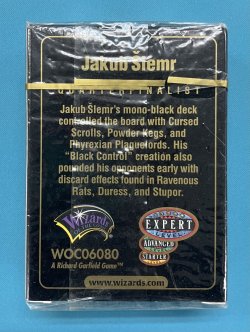 Jakub Šlemr
QUARTERFINALIST
Jakub Šlemr's mono-black deck
controlled the board with Cursed
Scrolls, Powder Kegs, and
Phyrexian Plaguelords. His
"Black Control" creation also
pounded his opponents early with
discard effects found in Ravenous
Rats, Duress, and Stupor.
Wizards
WOC06080
A Richard Garfield Game™
EXPERT
LEVEL
ADVANCED
LEVEL
STARTER
www.wizards.com